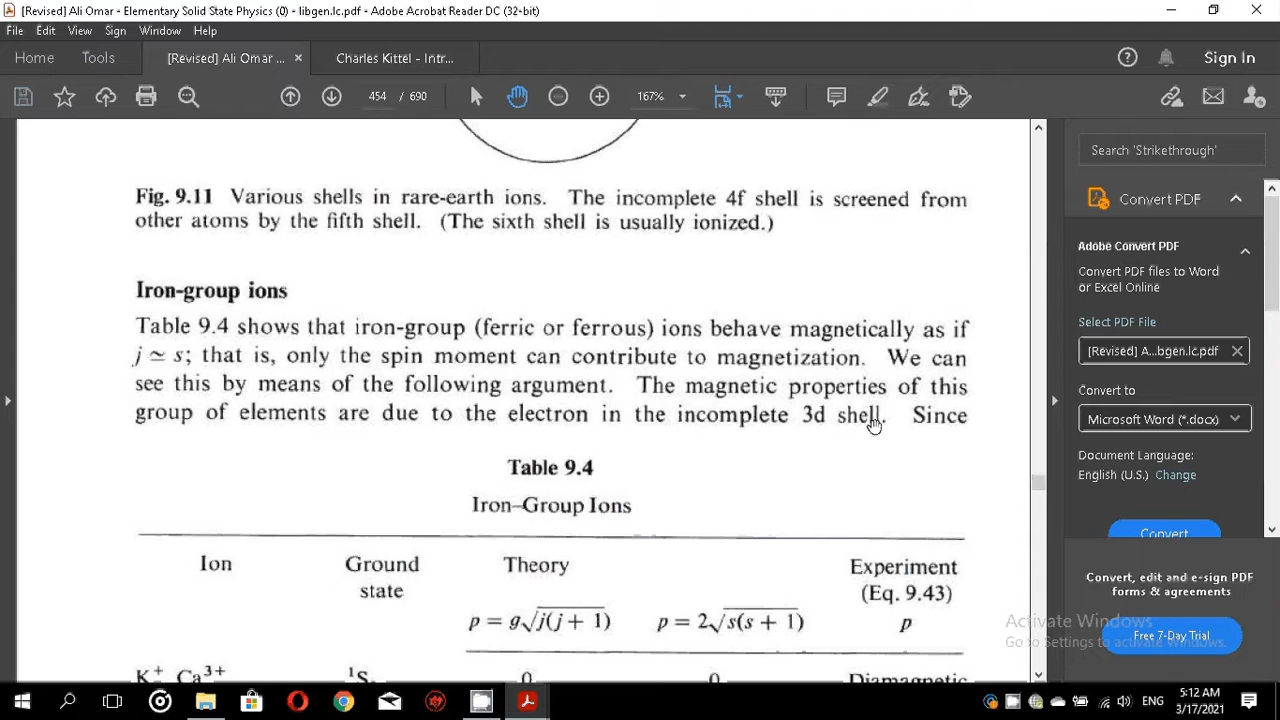 [Revised] Ali Omar - Elementary Solid State Physics (0) - libgen.lc.pdf - Adobe Acrobat Reader DC (32-bit)
File Edit View Sign Window Help
Home Tools [Revised] Ali Omar ... × Charles Kittel - Intr... Sign In
454 / 690 167%
Fig. 9.11 Various shells in rare-earth ions. The incomplete 4f shell is screened from
other atoms by the fifth shell. (The sixth shell is usually ionized.)
Iron-group ions
Table 9.4 shows that iron-group (ferric or ferrous) ions behave magnetically as if
j ≃ s; that is, only the spin moment can contribute to magnetization. We can
see this by means of the following argument. The magnetic properties of this
group of elements are due to the electron in the incomplete 3d shell. Since
Table 9.4
Iron–Group Ions
Ion Ground Theory Experiment
state (Eq. 9.43)
p = g√j(j + 1) p = 2√s(s + 1) p
K+ Ca3+ 1S 0 0 Diamagnetic
Search 'Strikethrough'
Convert PDF
Adobe Convert PDF
Convert PDF files to Word
or Excel Online
Select PDF File
[Revised] A...bgen.lc.pdf ×
Convert to
Microsoft Word (*.docx)
Document Language:
English (U.S.) Change
Convert
Convert, edit and e-sign PDF
forms & agreements
Free 7-Day Trial
Activate Windows
Go to Settings to activate Windows.
ENG 5:12 AM
3/17/2021